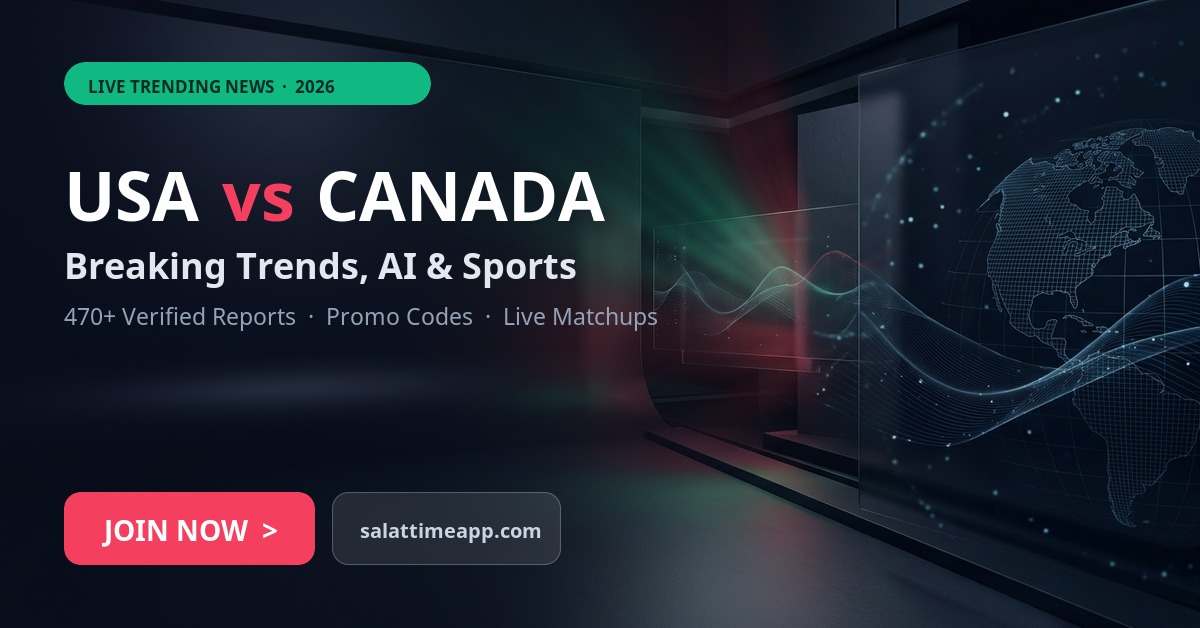 LIVE TRENDING NEWS · 2026
USA vs CANADA
Breaking Trends, AI & Sports
470+ Verified Reports · Promo Codes · Live Matchups
JOIN NOW >
salattimeapp.com